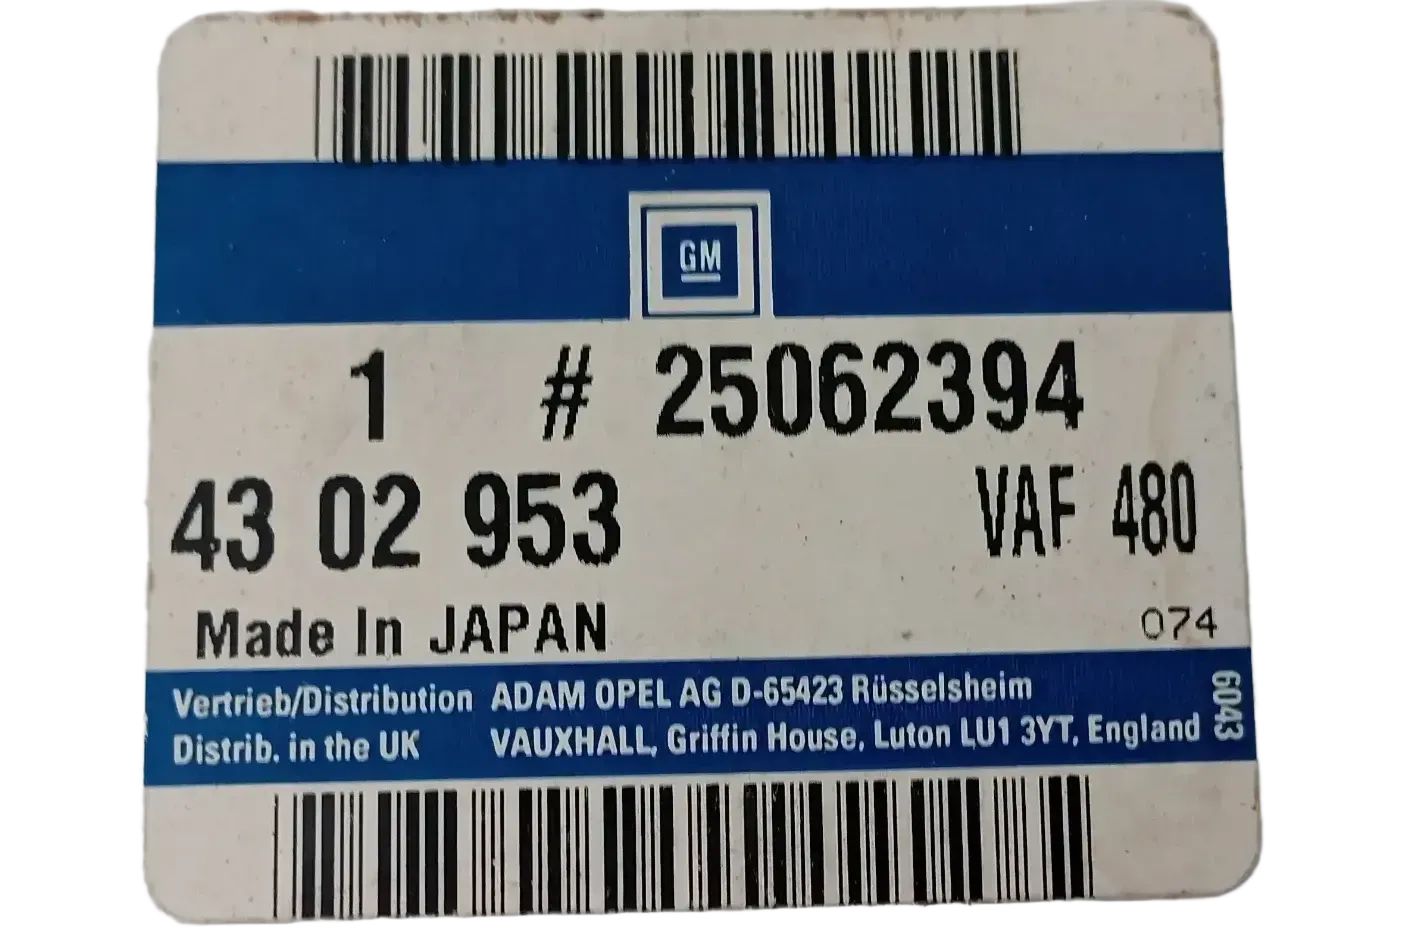 GM
1 # 25062394
43 02 953 VAF 480
Made In JAPAN 074
Vertrieb/Distribution ADAM OPEL AG D-65423 Rüsselsheim
Distrib. in the UK VAUXHALL, Griffin House, Luton LU1 3YT, England
6043